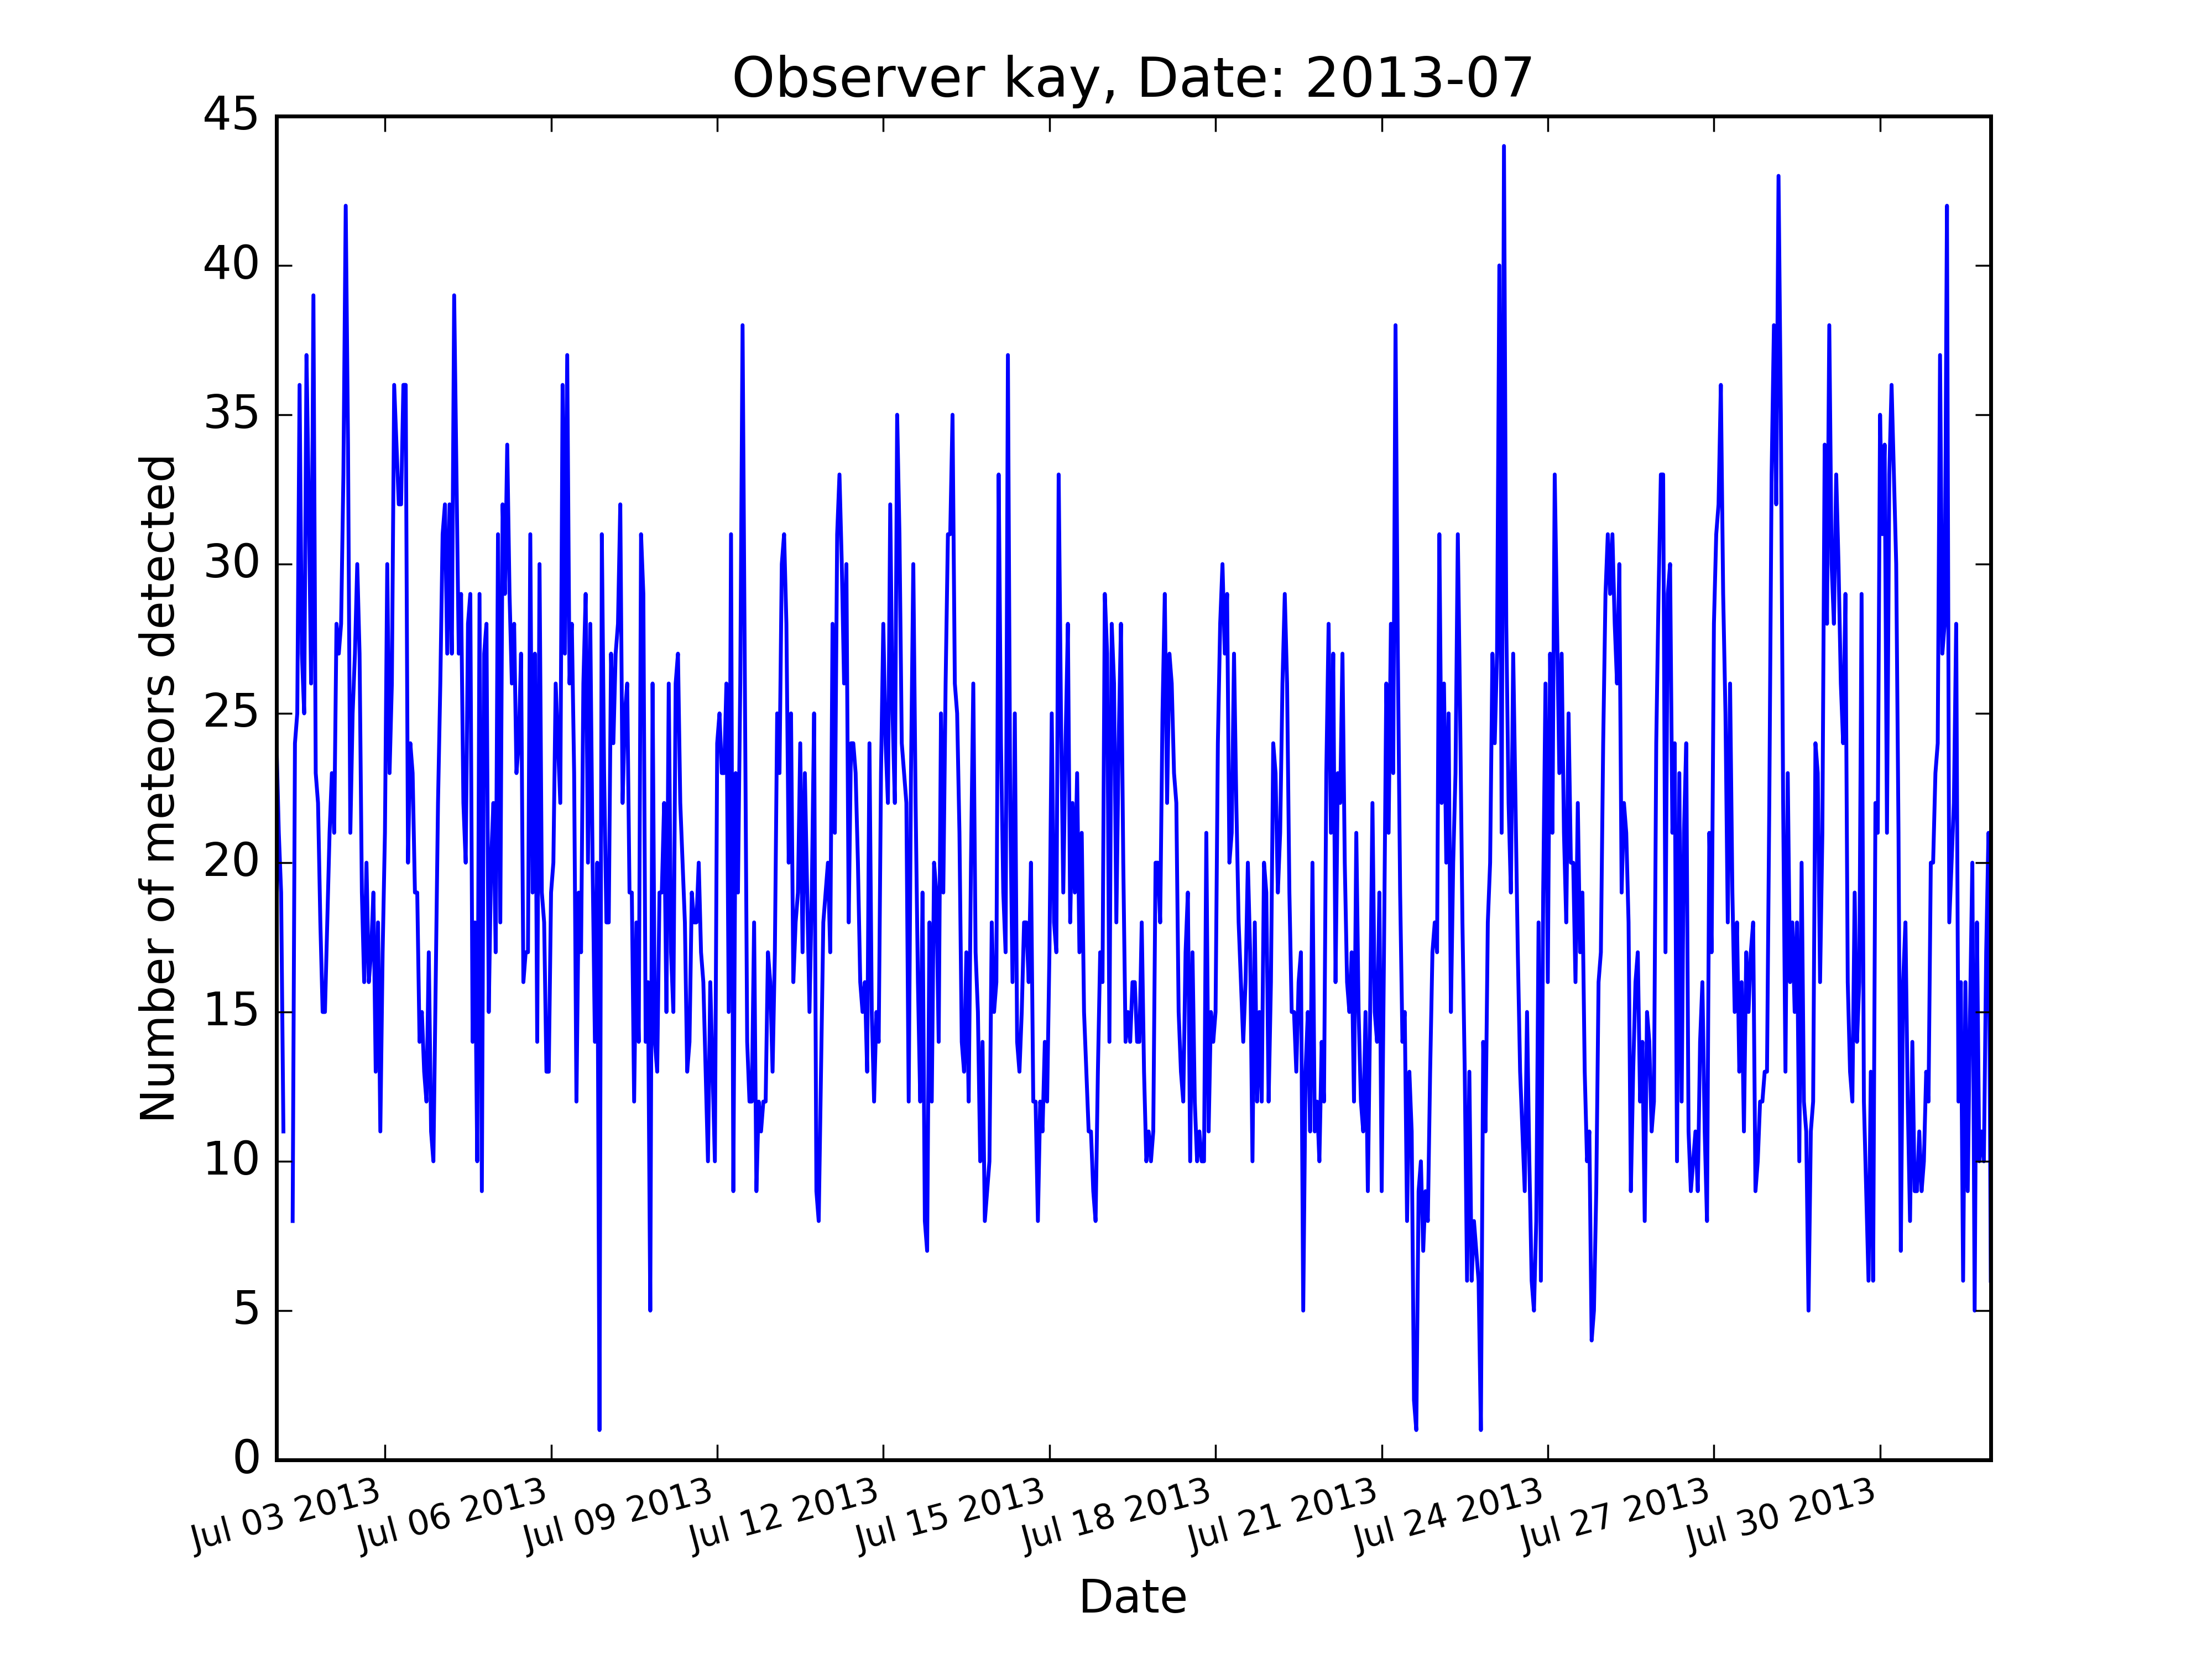 Observer kay, Date: 2013-07
45
40
35
30
25
20
15
10
5
0
Number of meteors detected
Jul 03 2013
Jul 06 2013
Jul 09 2013
Jul 12 2013
Jul 15 2013
Jul 18 2013
Jul 21 2013
Jul 24 2013
Jul 27 2013
Jul 30 2013
Date